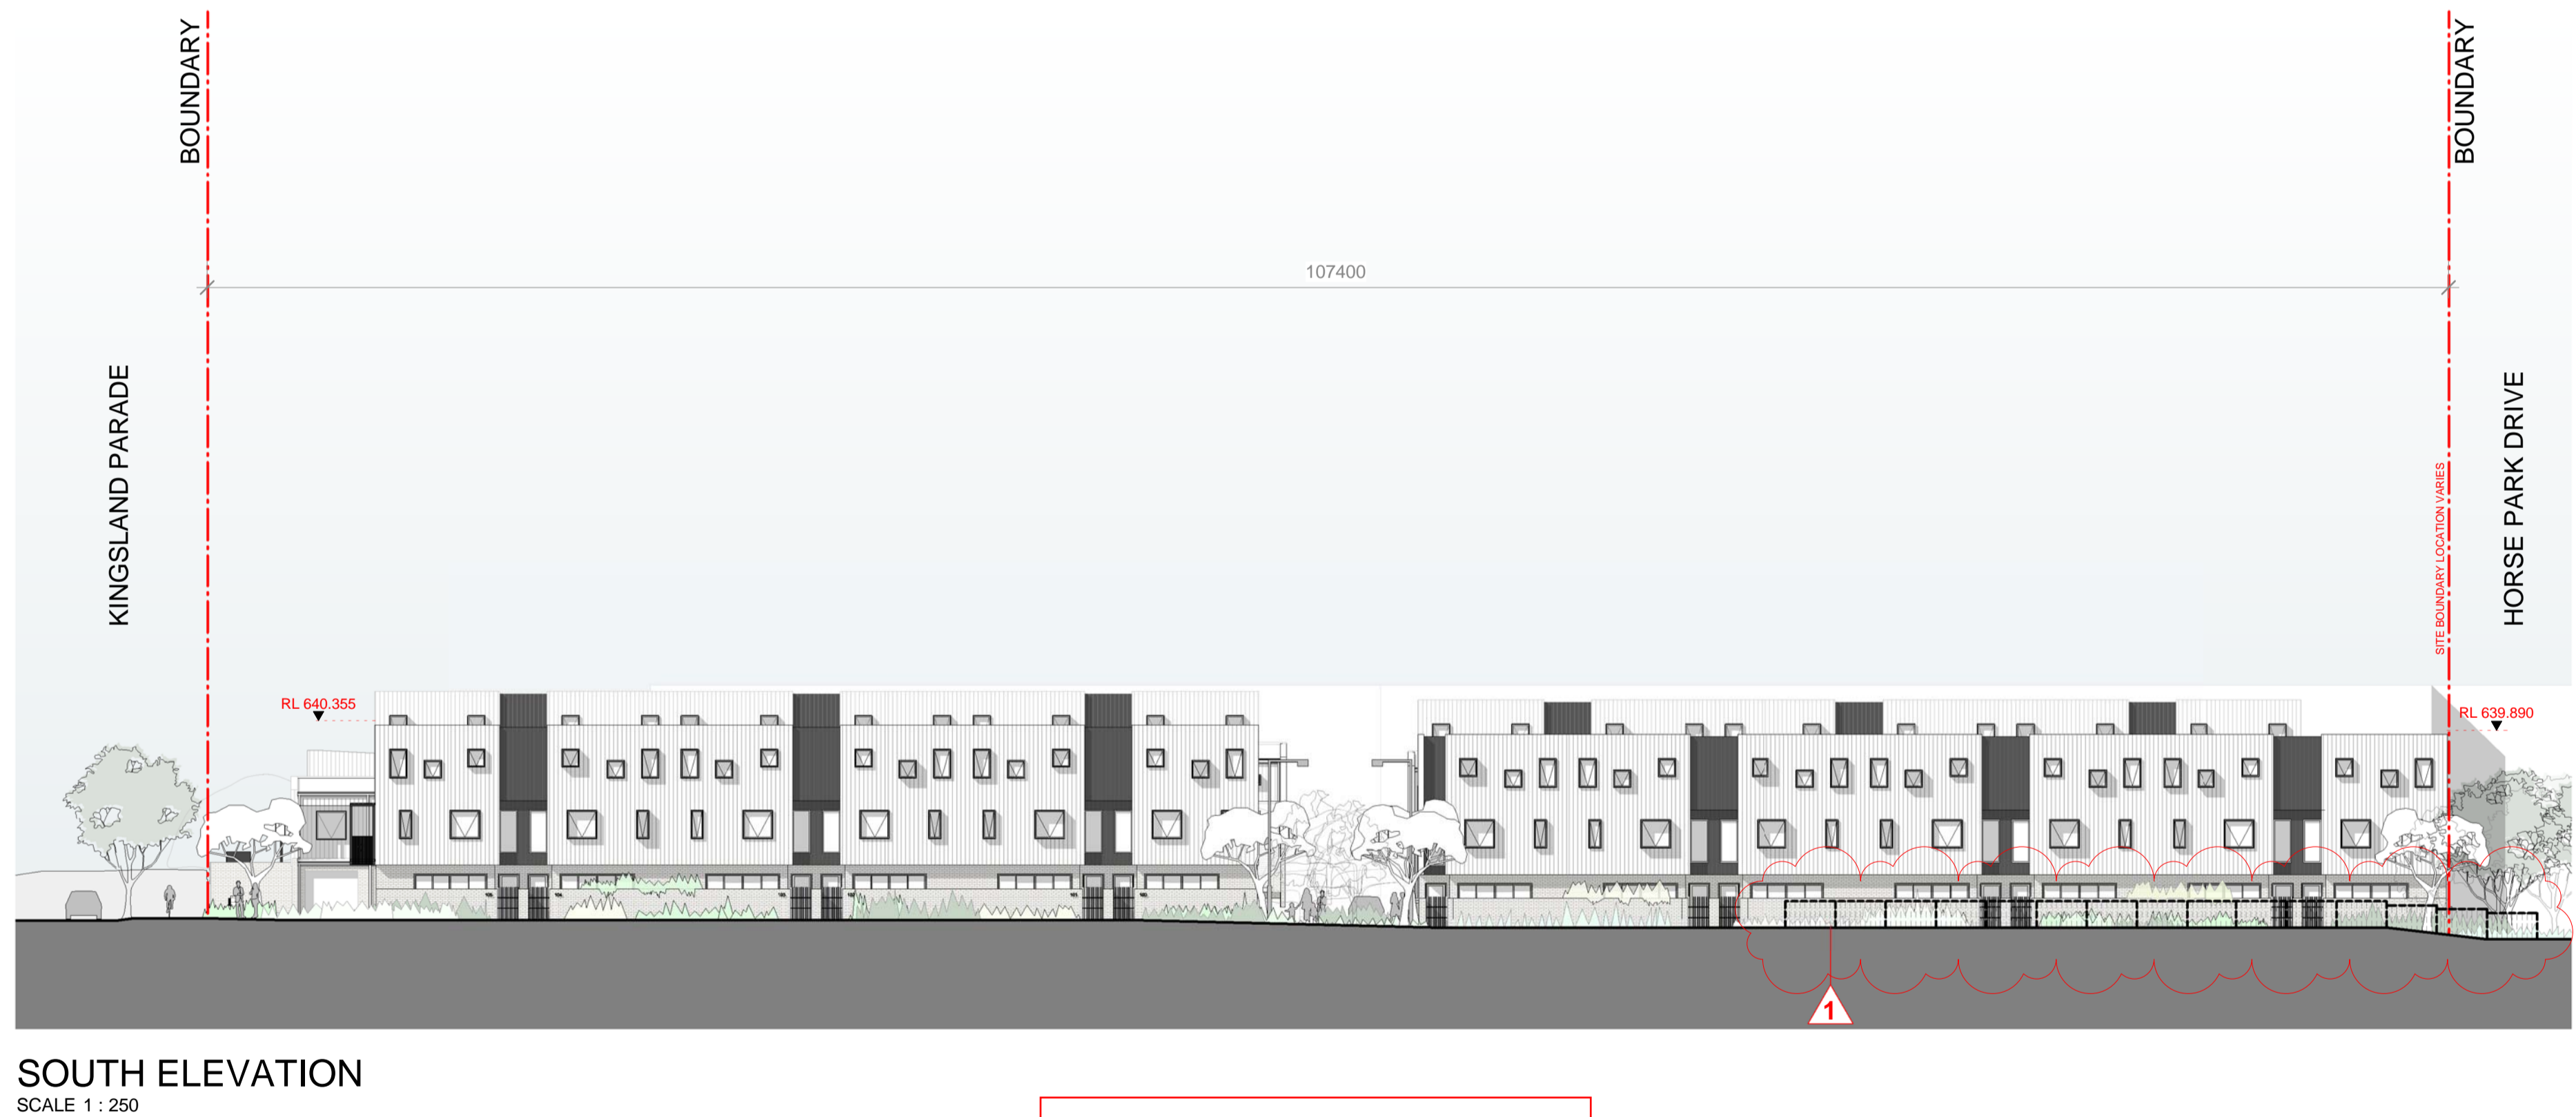 BOUNDARY
BOUNDARY
107400
KINGSLAND PARADE
HORSE PARK DRIVE
SITE BOUNDARY LOCATION VARIES
RL 640.355
RL 639.890
1
SOUTH ELEVATION
SCALE 1 : 250